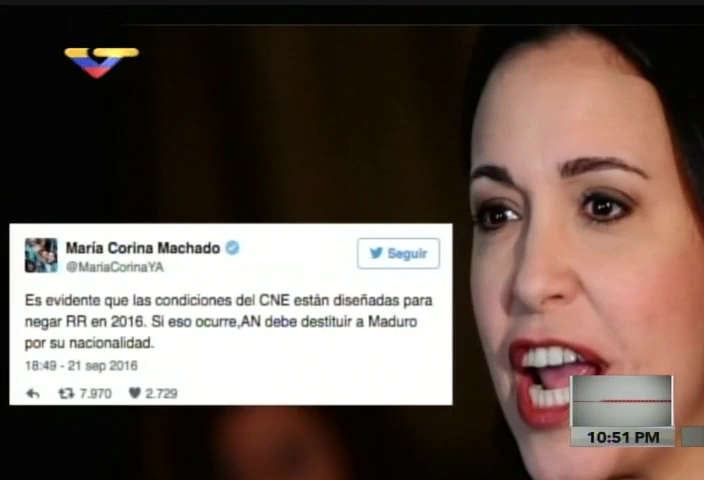 María Corina Machado
@MariaCorinaYA
Seguir
Es evidente que las condiciones del CNE están diseñadas para
negar RR en 2016. Si eso ocurre,AN debe destituir a Maduro
por su nacionalidad.
18:49 - 21 sep 2016
7.970 2.729
10:51 PM